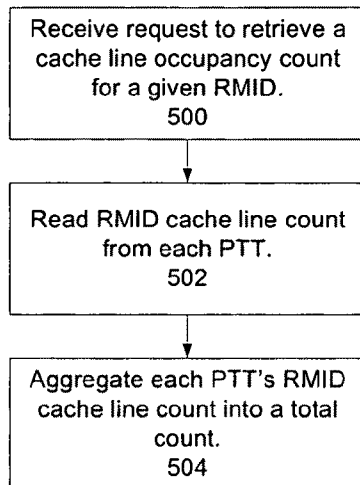 Receive request to retrieve a
cache line occupancy count
for a given RMID.
500
Read RMID cache line count
from each PTT.
502
Aggregate each PTT's RMID
cache line count into a total
count.
504